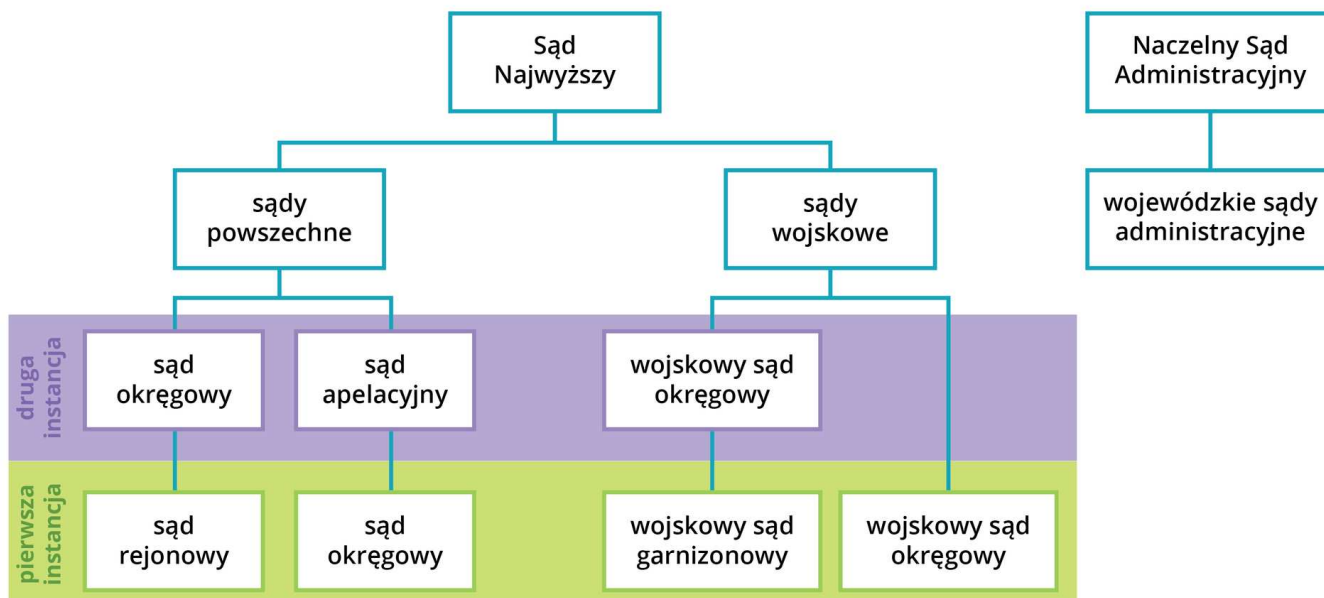 Sąd
Najwyższy
Naczelny Sąd
Administracyjny
sądy
powszechne
sądy
wojskowe
wojewódzkie sądy
administracyjne
druga
instancja
sąd
okręgowy
sąd
apelacyjny
wojskowy sąd
okręgowy
pierwsza
instancja
sąd
rejonowy
sąd
okręgowy
wojskowy sąd
garnizonowy
wojskowy sąd
okręgowy